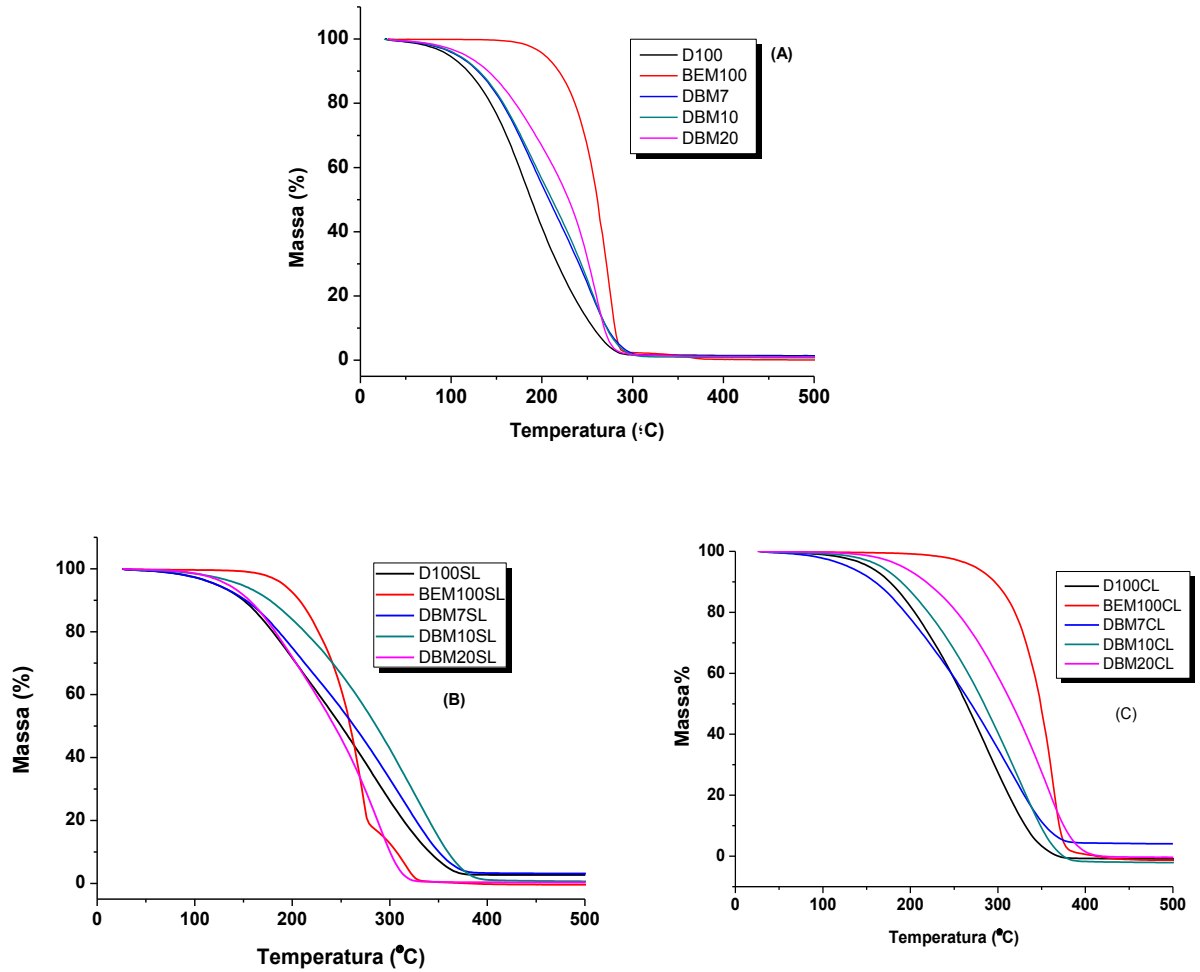 (A)
D100
BEM100
DBM7
DBM10
DBM20
100
80
60
40
20
0
Massa (%)
0 100 200 300 400 500
Temperatura (°C)
D100SL
BEM100SL
DBM7SL
DBM10SL
DBM20SL
(B)
100
80
60
40
20
0
Massa (%)
0 100 200 300 400 500
Temperatura (°C)
D100CL
BEM100CL
DBM7CL
DBM10CL
DBM20CL
(C)
100
80
60
40
20
0
Massa%
0 100 200 300 400 500
Temperatura (°C)